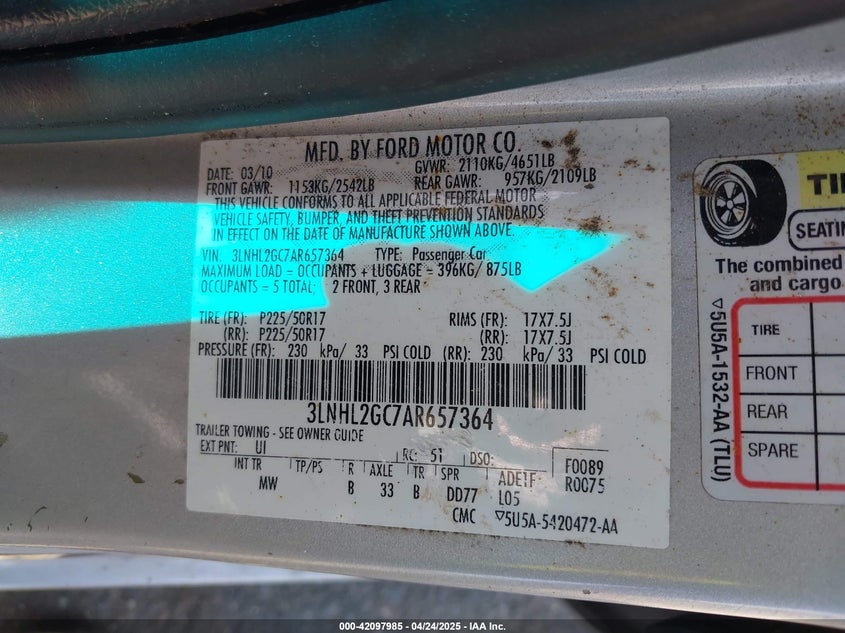 MFD. BY FORD MOTOR CO.
DATE: 03/10 GVWR: 2110KG/4651LB
FRONT GAWR: 1153KG/2542LB REAR GAWR: 957KG/2109LB
THIS VEHICLE CONFORMS TO ALL APPLICABLE FEDERAL MOTOR
VEHICLE SAFETY, BUMPER, AND THEFT PREVENTION STANDARDS
IN EFFECT ON THE DATE OF MANUFACTURE SHOWN ABOVE.
VIN: 3LNHL2GC7AR657364 TYPE: Passenger Car
MAXIMUM LOAD = OCCUPANTS + LUGGAGE = 396KG/ 875LB
OCCUPANTS = 5 TOTAL: 2 FRONT, 3 REAR
TIRE (FR): P225/50R17 RIMS (FR): 17X7.5J
(RR): P225/50R17 (RR): 17X7.5J
PRESSURE (FR): 230 kPa/ 33 PSI COLD (RR): 230 kPa/ 33 PSI COLD
3LNHL2GC7AR657364
TRAILER TOWING - SEE OWNER GUIDE
EXT PNT: UI RC: 51 DSO: F0089
INT TR TP/PS R AXLE TR SPR ADETF R0075
MW B 33 B DD77 L05
CMC ▽5U5A-5420472-AA
TI
SEATIN
The combined
and cargo
TIRE
FRONT
REAR
SPARE
▽5U5A-1532-AA (TLU)
000-42097985 | 04/24/2025 - IAA Inc.